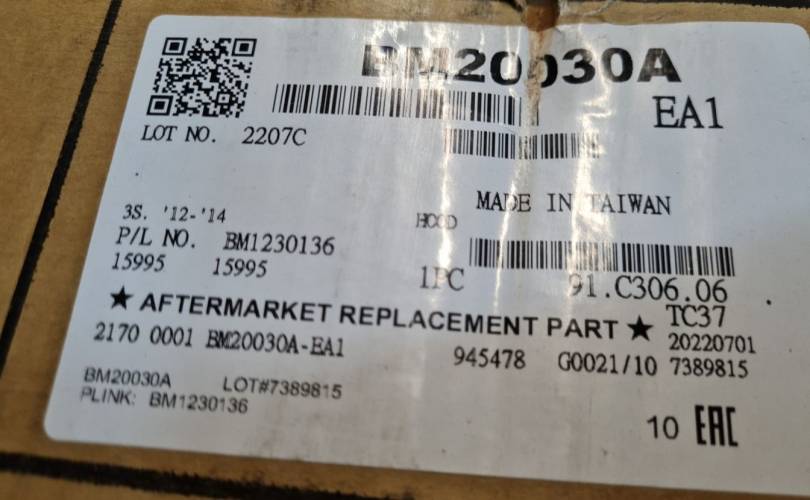 BM20030A
EA1
LOT NO. 2207C
MADE IN TAIWAN
3S. '12-'14
HOOD
P/L NO. BM1230136
15995 15995
1PC
91.C306.06
★ AFTERMARKET REPLACEMENT PART ★ TC37
20220701
2170 0001 BM20030A-EA1
945478 G0021/10 7389815
BM20030A LOT#7389815
PLINK: BM1230136
10 EAC